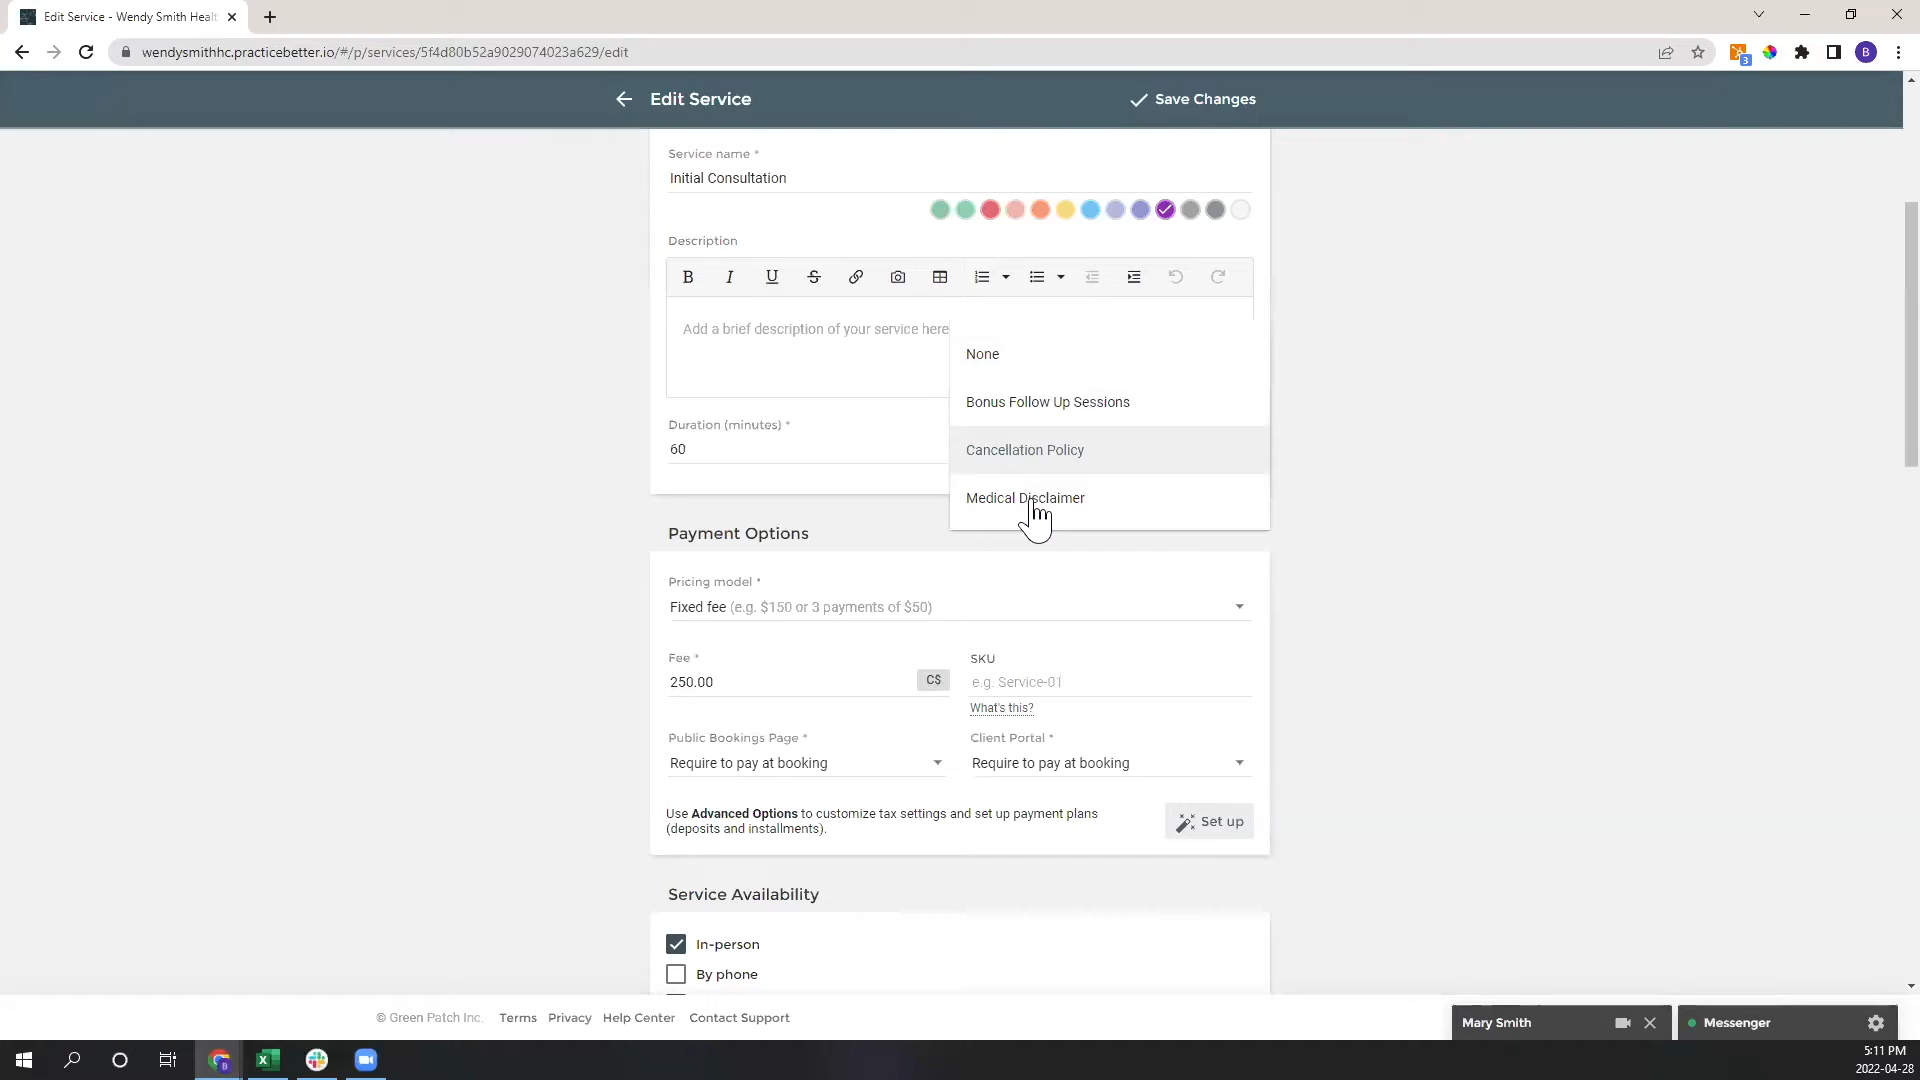 Edit Service - Wendy Smith Healt
wendysmithhc.practicebetter.io/#/p/services/5f4d80b52a9029074023a629/edit
3
B
Edit Service
Save Changes
Service name *
Initial Consultation
Description
B I U S
Add a brief description of your service here
None
Bonus Follow Up Sessions
Duration (minutes) *
60
Cancellation Policy
Medical Disclaimer
Payment Options
Pricing model *
Fixed fee (e.g. $150 or 3 payments of $50)
Fee *
250.00
C$
SKU
e.g. Service-01
What's this?
Public Bookings Page *
Require to pay at booking
Client Portal *
Require to pay at booking
Use Advanced Options to customize tax settings and set up payment plans
(deposits and installments).
Set up
Service Availability
In-person
By phone
© Green Patch Inc. Terms Privacy Help Center Contact Support
Mary Smith
Messenger
5:11 PM
2022-04-28